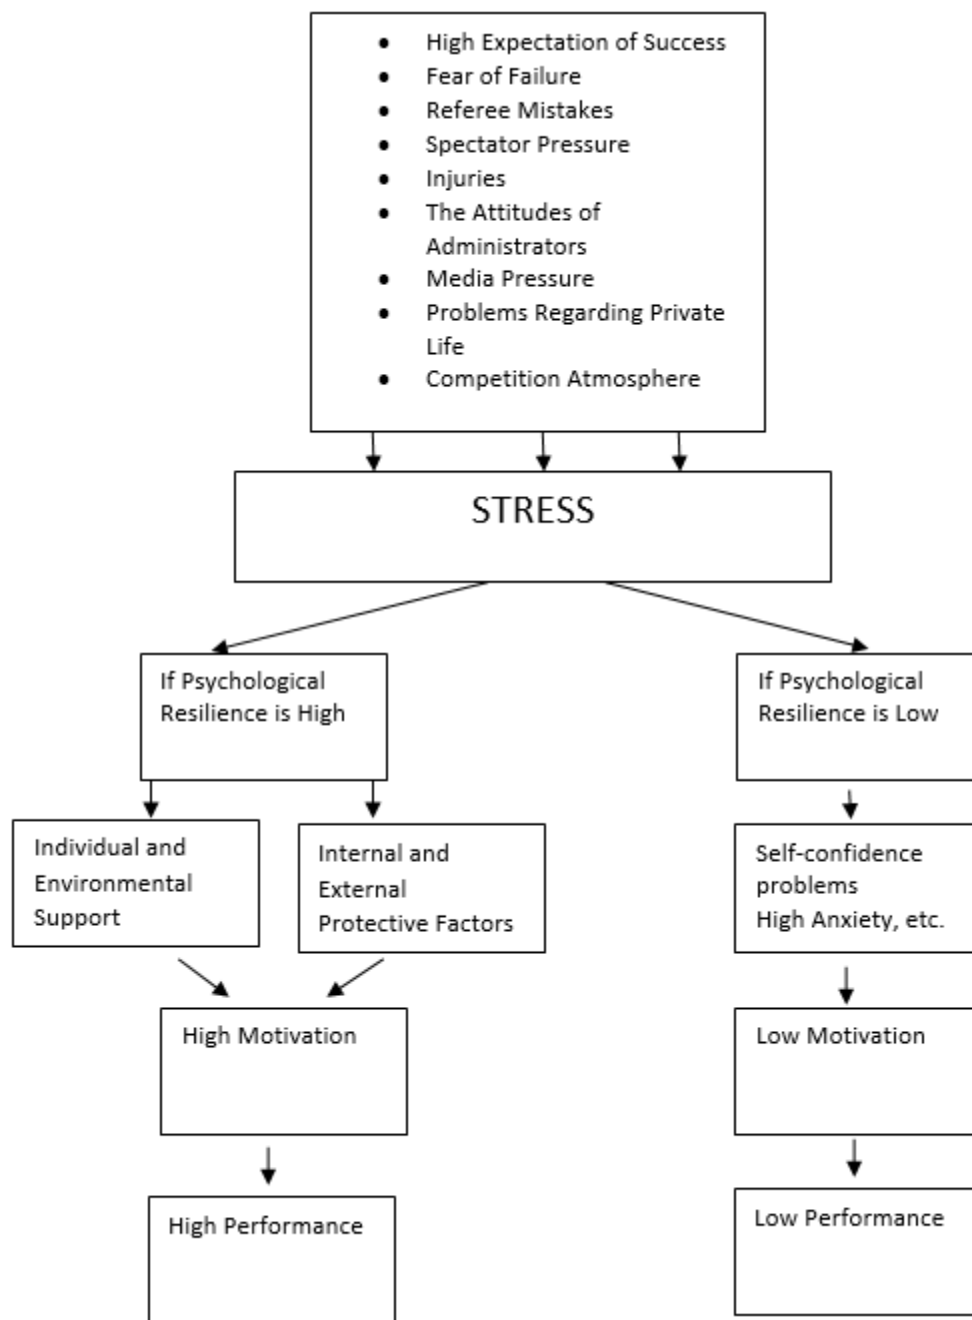 • High Expectation of Success
• Fear of Failure
• Referee Mistakes
• Spectator Pressure
• Injuries
• The Attitudes of
Administrators
• Media Pressure
• Problems Regarding Private
Life
• Competition Atmosphere
STRESS
If Psychological
Resilience is High
If Psychological
Resilience is Low
Individual and
Environmental
Support
Internal and
External
Protective Factors
Self-confidence
problems
High Anxiety, etc.
High Motivation
Low Motivation
High Performance
Low Performance